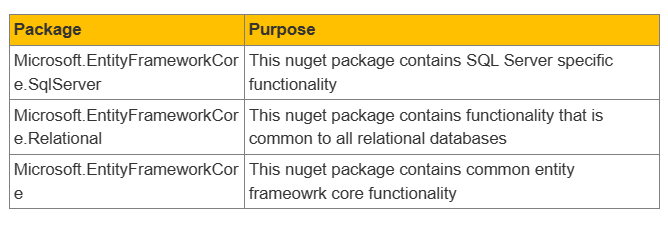 Package Purpose
Microsoft.EntityFrameworkCor This nuget package contains SQL Server specific
e.SqlServer functionality
Microsoft.EntityFrameworkCor This nuget package contains functionality that is
e.Relational common to all relational databases
Microsoft.EntityFrameworkCor This nuget package contains common entity
e frameowrk core functionality